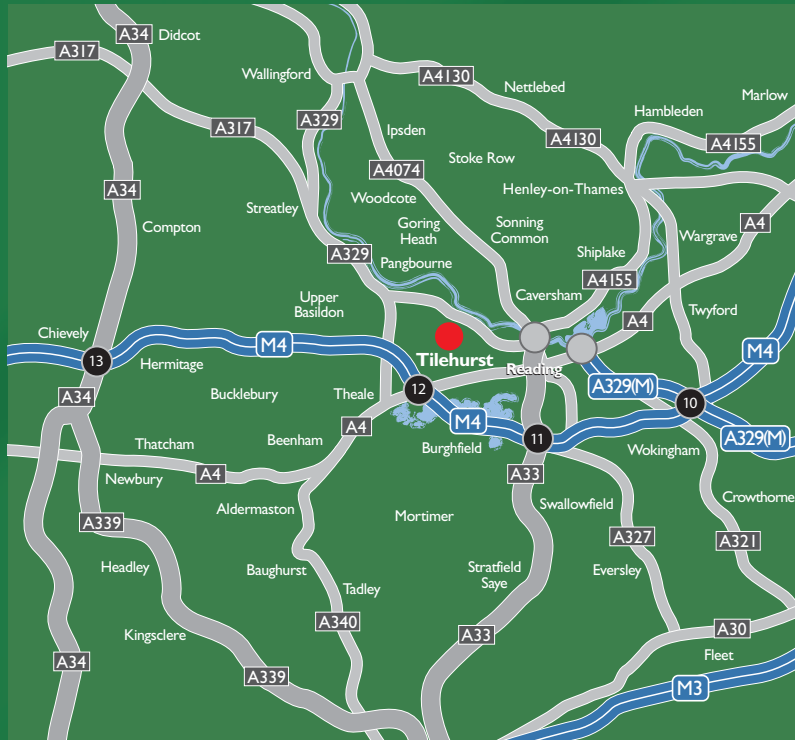 A34
Didcot
A317
Wallingford
A4130
Nettlebed
Marlow
Hambleden
A317
A329
Ipsden
A4130
A4155
Stoke Row
A4074
A34
Woodcote
Henley-on-Thames
Streatley
Goring
Heath
Sonning
Common
A4
Compton
Wargrave
A329
Pangbourne
Shiplake
A4155
Upper
Basildon
Caversham
Twyford
A4
Chievely
M4
Tilehurst
M4
13
Hermitage
Reading
A34
Bucklebury
Theale
12
A329(M)
10
A4
M4
11
A329(M)
Thatcham
Beenham
Burghfield
Wokingham
Newbury
A4
A33
Crowthorne
Aldermaston
Mortimer
Swallowfield
A339
A327
A321
Headley
Baughurst
Stratfield
Saye
Eversley
Tadley
Kingsclere
A340
A33
A30
A34
A339
Fleet
M3